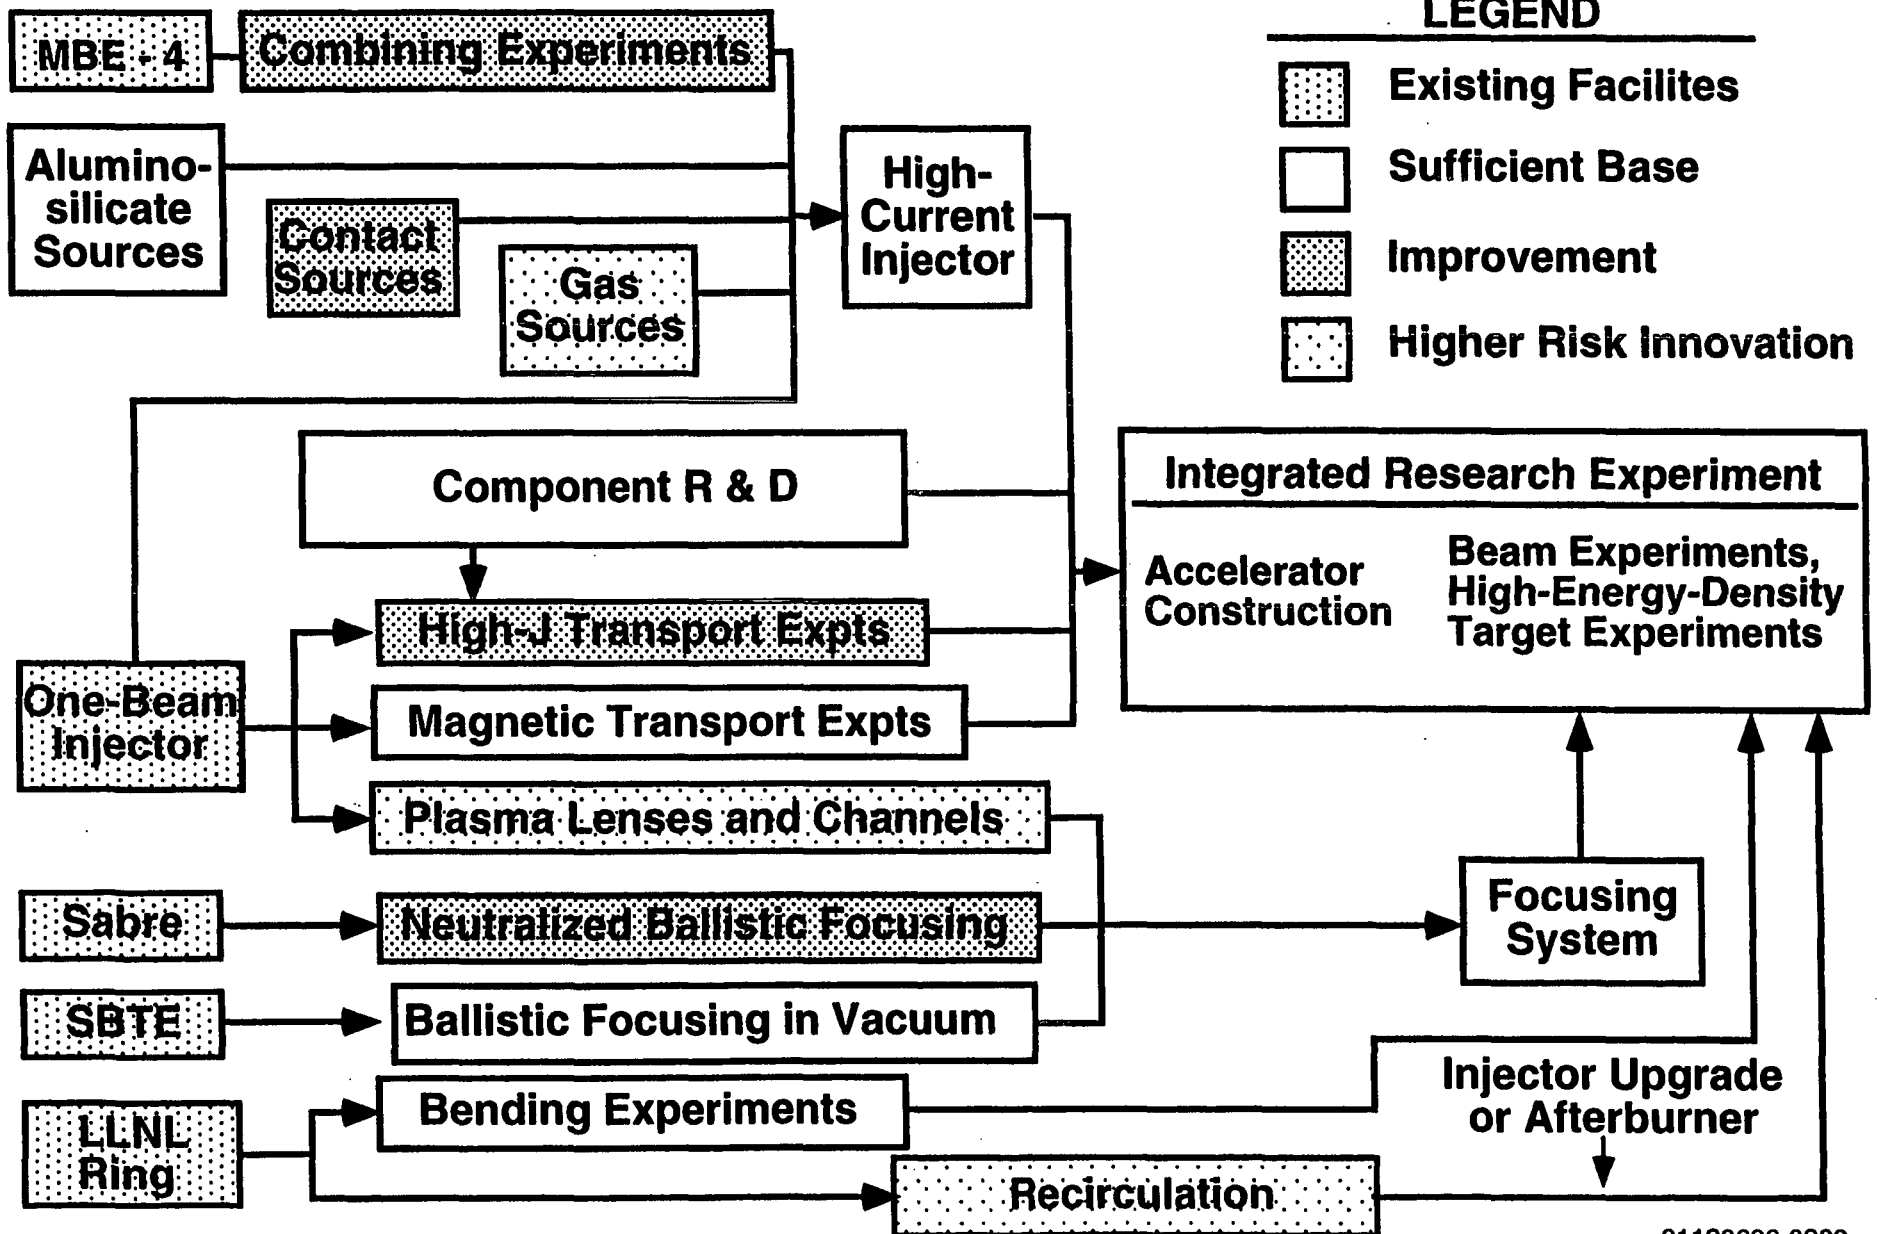 LEGEND
MBE - 4
Combining Experiments
Existing Facilites
Sufficient Base
Improvement
Higher Risk Innovation
Alumino-
silicate
Sources
Contact
Sources
Gas
Sources
High-
Current
Injector
Component R & D
Integrated Research Experiment
Accelerator
Construction
Beam Experiments,
High-Energy-Density
Target Experiments
High-J Transport Expts
One-Beam
Injector
Magnetic Transport Expts
Plasma Lenses and Channels
Sabre
Neutralized Ballistic Focusing
Focusing
System
SBTE
Ballistic Focusing in Vacuum
LLNL
Ring
Bending Experiments
Injector Upgrade
or Afterburner
Recirculation